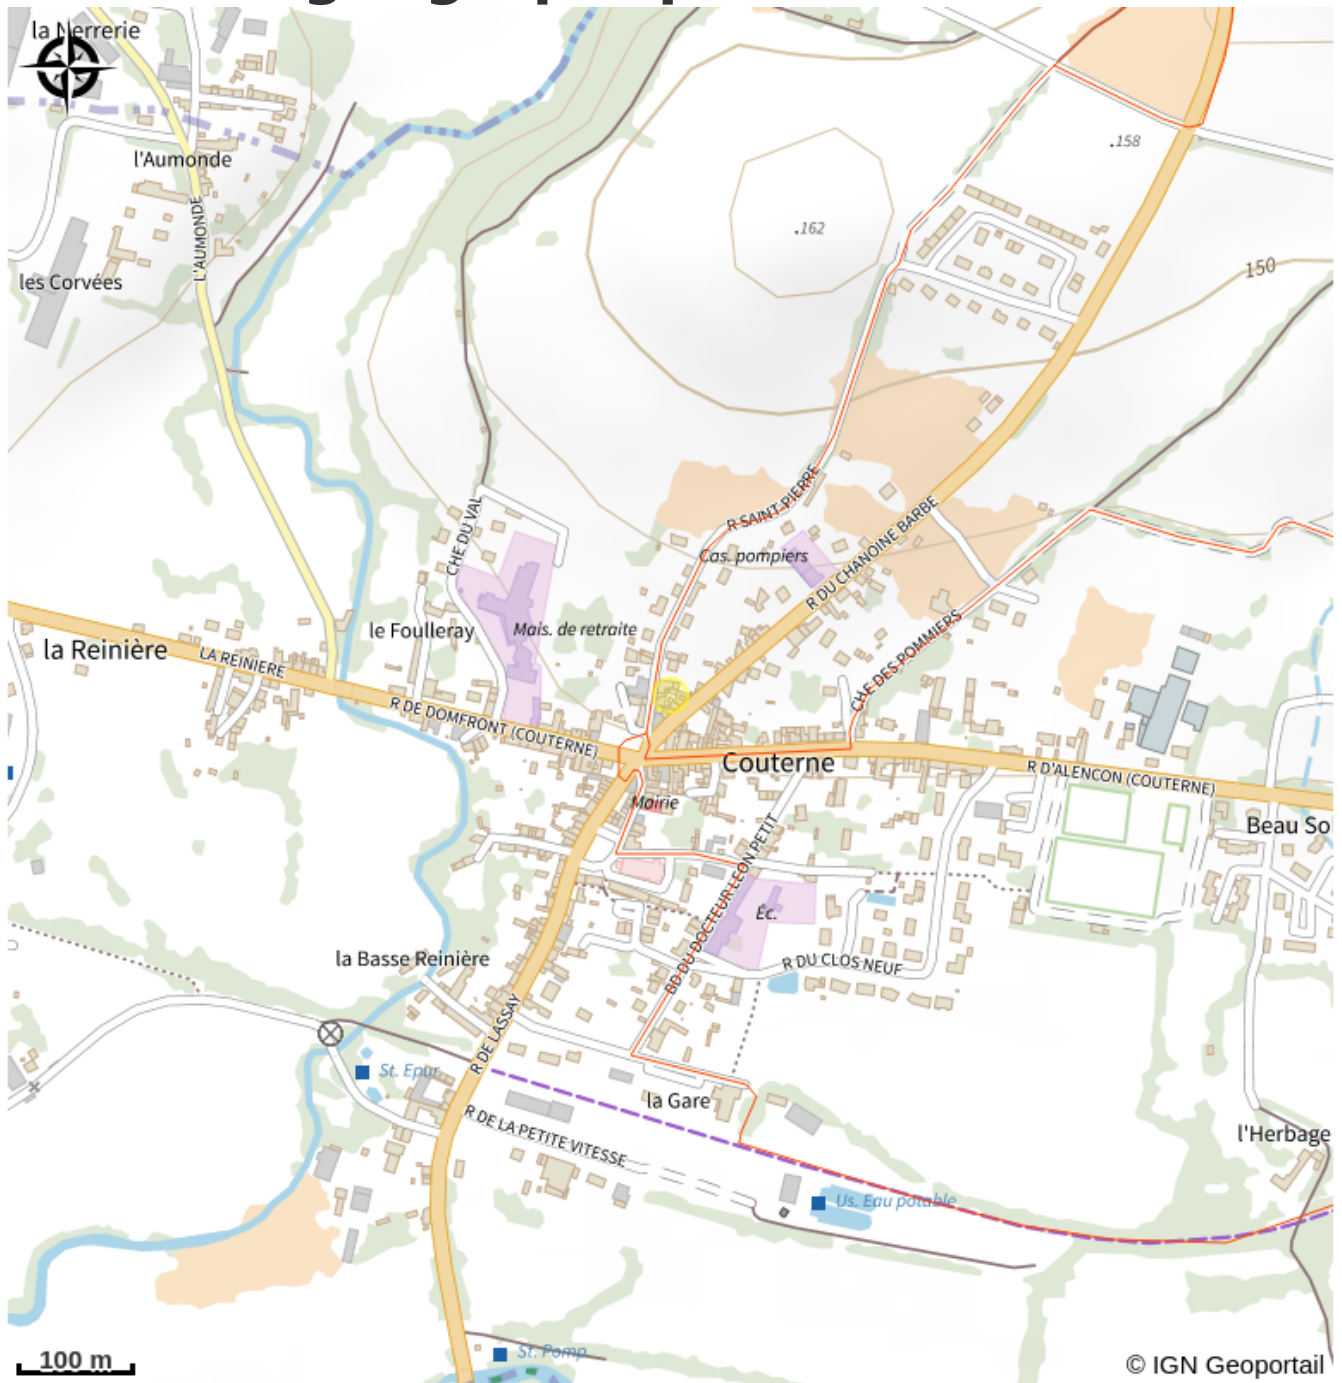 la Nerrerie
l'Aumonde
L'AUMONDE
les Corvées
.158
.162
150
R SAINT-PIERRE
Cas. pompiers
R DU CHANOINE BARBE
CHE DU VAL
le Foulleray
Mais. de retraite
la Reinière
LA REINIERE
R DE DOMFRONT (COUTERNE)
CHE DES POMMIERS
Couterne
R D'ALENCON (COUTERNE)
Mairie
Beau So
BD DU DOCTEUR LEON PETIT
Éc.
la Basse Reinière
R DU CLOS NEUF
R DE LASSAY
St. Epur.
la Gare
R DE LA PETITE VITESSE
l'Herbage
Us. Eau potable
St. Pomp.
100 m
© IGN Geoportail